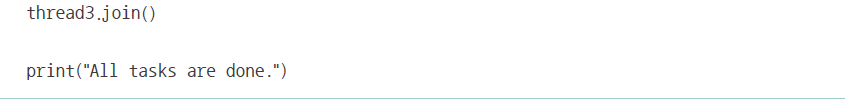 thread3.join()
print("All tasks are done.")